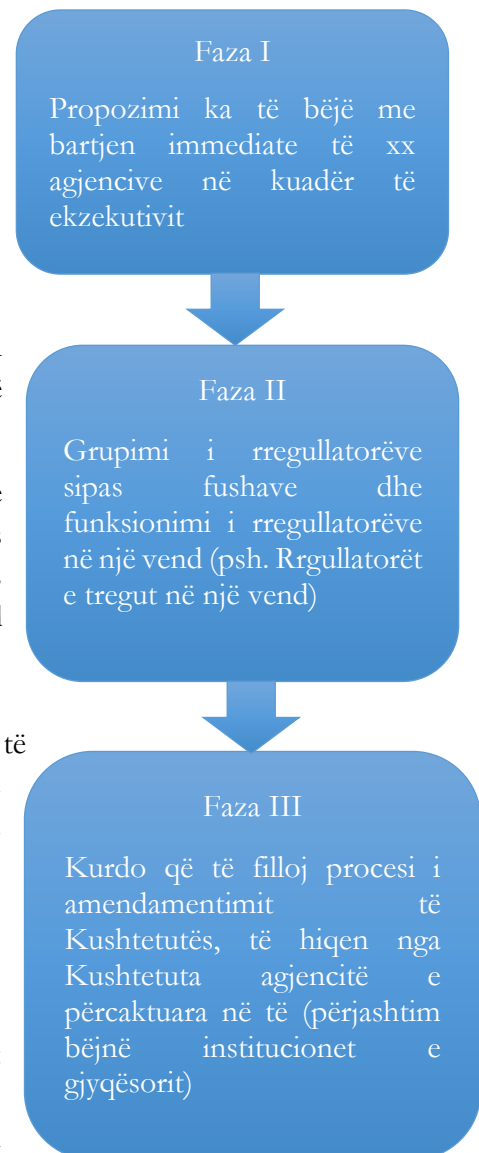 Faza I
Propozimi ka të bëjë me
bartjen immediate të xx
agjencive në kuadër të
ekzekutivit
Faza II
Grupimi i rregullatorëve
sipas fushave dhe
funksionimi i rregullatorëve
në një vend (psh. Rrgullatorët
e tregut në një vend)
të
Faza III
Kurdo që të filloj procesi i
amendamentimit të
Kushtetutës, të hiqen nga
Kushtetuta agjencitë e
përcaktuara në të (përjashtim
bëjnë institucionet e
gjyqësorit)